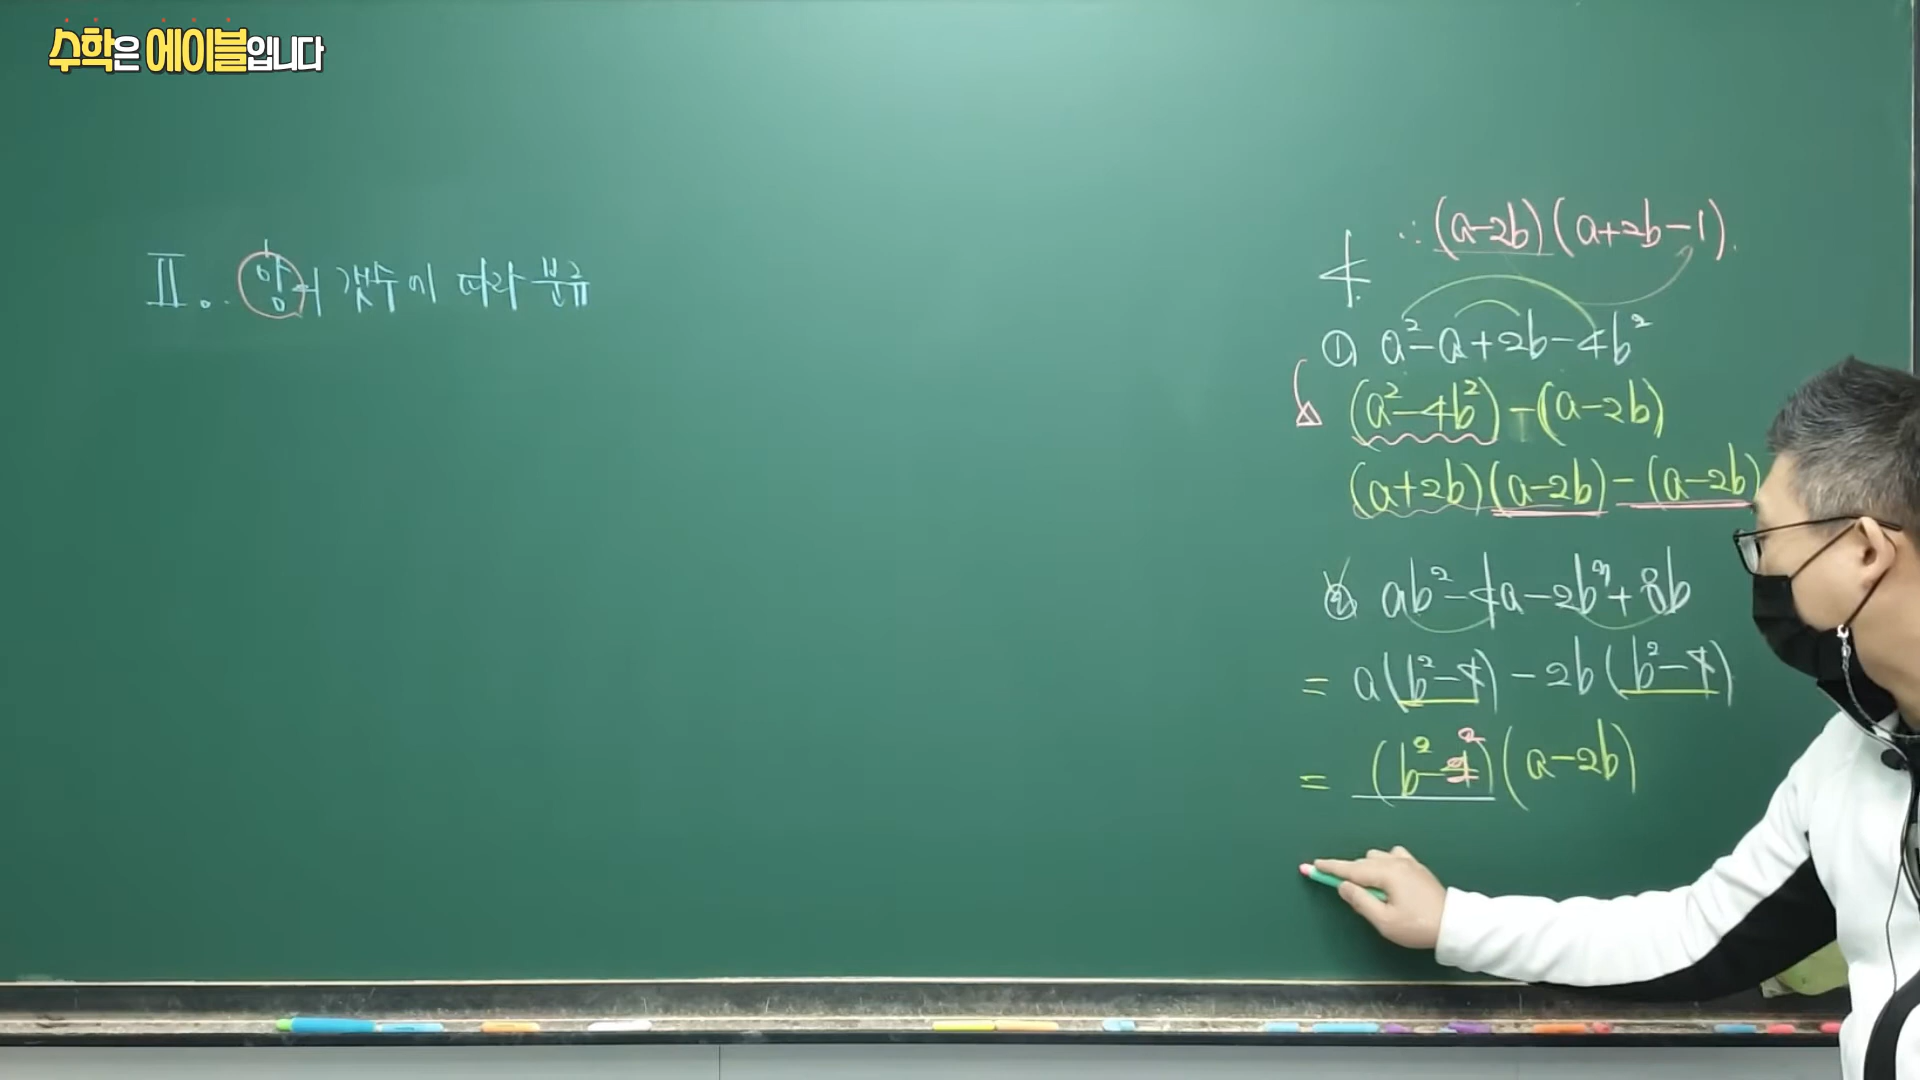 수학은 에이블입니다
Ⅱ. 항의 갯수에 따라 분류
∴ (a-2b)(a+2b-1).
4.
① a²-a+2b-4b²
(a²-4b²)-(a-2b)
(a+2b)(a-2b)-(a-2b)
② ab²-4a-2b³+8b
= a(b²-4)-2b(b²-4)
= (b²-2²)(a-2b)